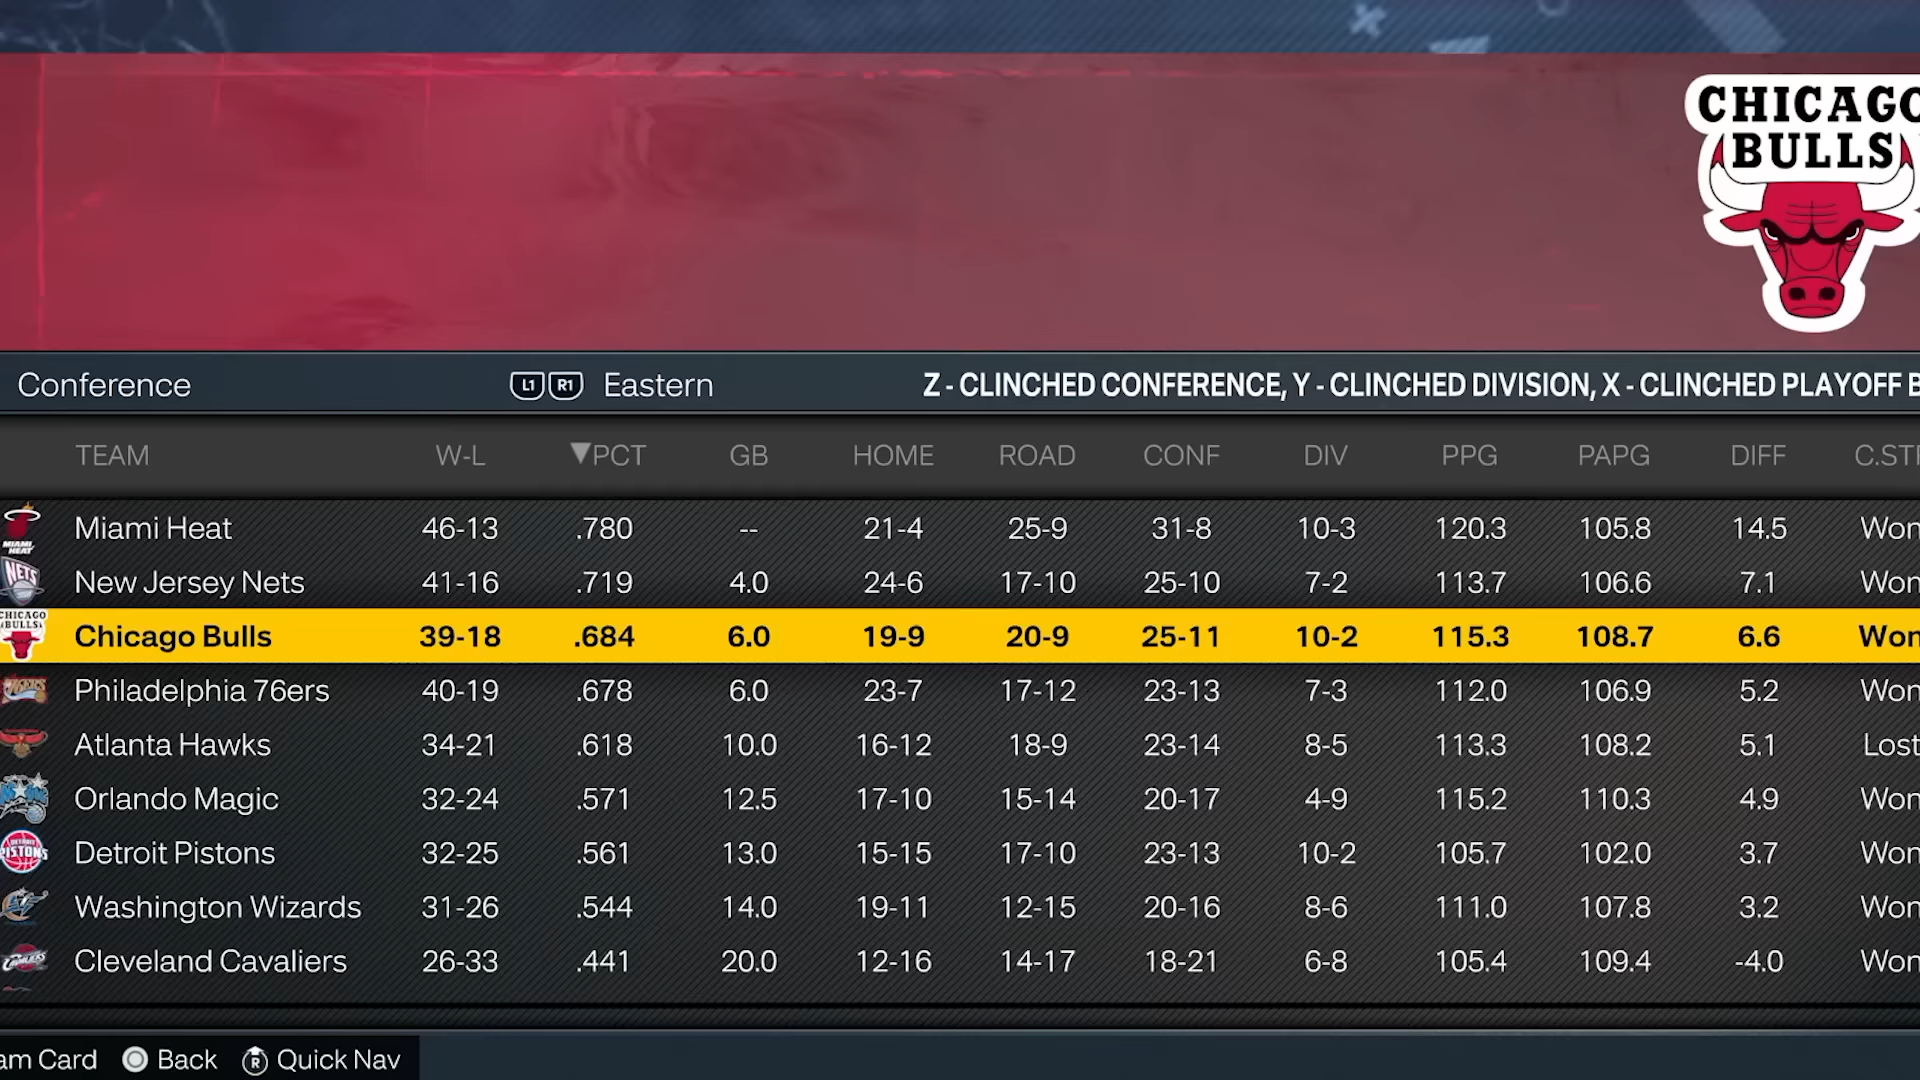 CHICAGO
BULLS
Conference L1 R1 Eastern Z - CLINCHED CONFERENCE, Y - CLINCHED DIVISION, X - CLINCHED PLAYOFF B
TEAM W-L ▼PCT GB HOME ROAD CONF DIV PPG PAPG DIFF C.STR
Miami Heat 46-13 .780 -- 21-4 25-9 31-8 10-3 120.3 105.8 14.5 Won
New Jersey Nets 41-16 .719 4.0 24-6 17-10 25-10 7-2 113.7 106.6 7.1 Won
Chicago Bulls 39-18 .684 6.0 19-9 20-9 25-11 10-2 115.3 108.7 6.6 Won
Philadelphia 76ers 40-19 .678 6.0 23-7 17-12 23-13 7-3 112.0 106.9 5.2 Won
Atlanta Hawks 34-21 .618 10.0 16-12 18-9 23-14 8-5 113.3 108.2 5.1 Lost
Orlando Magic 32-24 .571 12.5 17-10 15-14 20-17 4-9 115.2 110.3 4.9 Won
Detroit Pistons 32-25 .561 13.0 15-15 17-10 23-13 10-2 105.7 102.0 3.7 Won
Washington Wizards 31-26 .544 14.0 19-11 12-15 20-16 8-6 111.0 107.8 3.2 Won
Cleveland Cavaliers 26-33 .441 20.0 12-16 14-17 18-21 6-8 105.4 109.4 -4.0 Won
am Card Back R Quick Nav